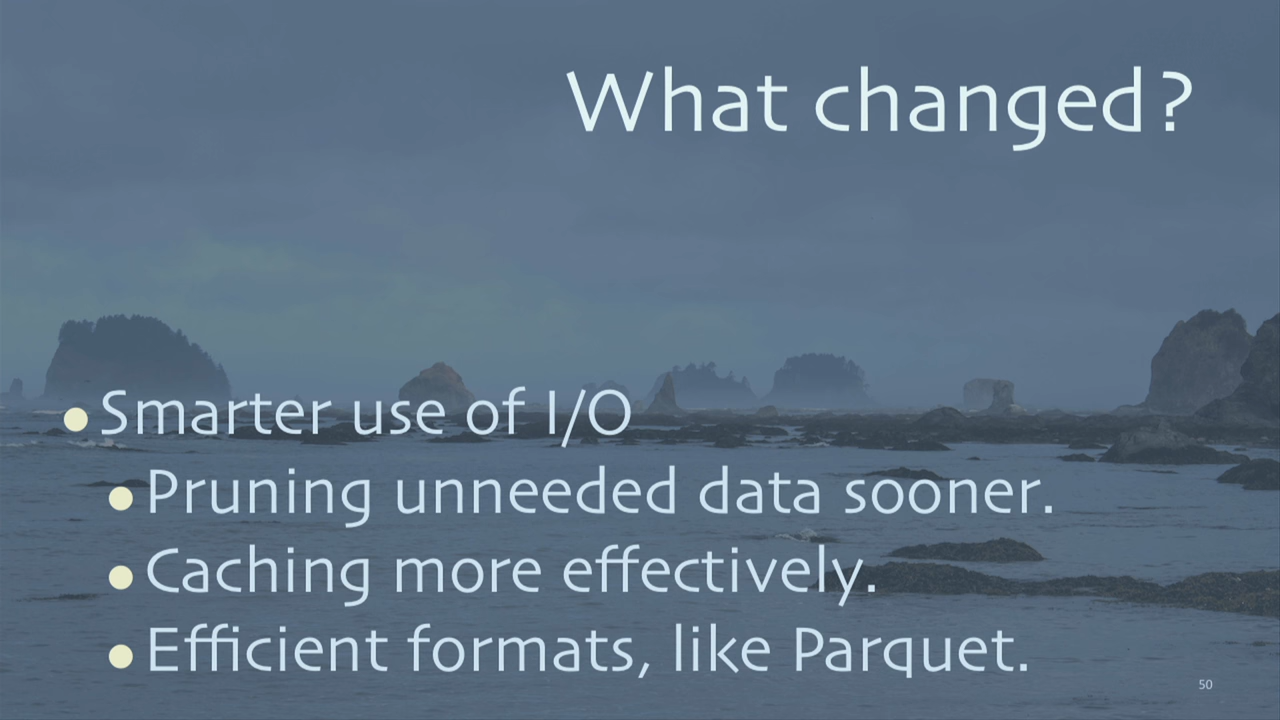 What changed?
• Smarter use of I/O
• Pruning unneeded data sooner.
• Caching more effectively.
• Efficient formats, like Parquet.
50